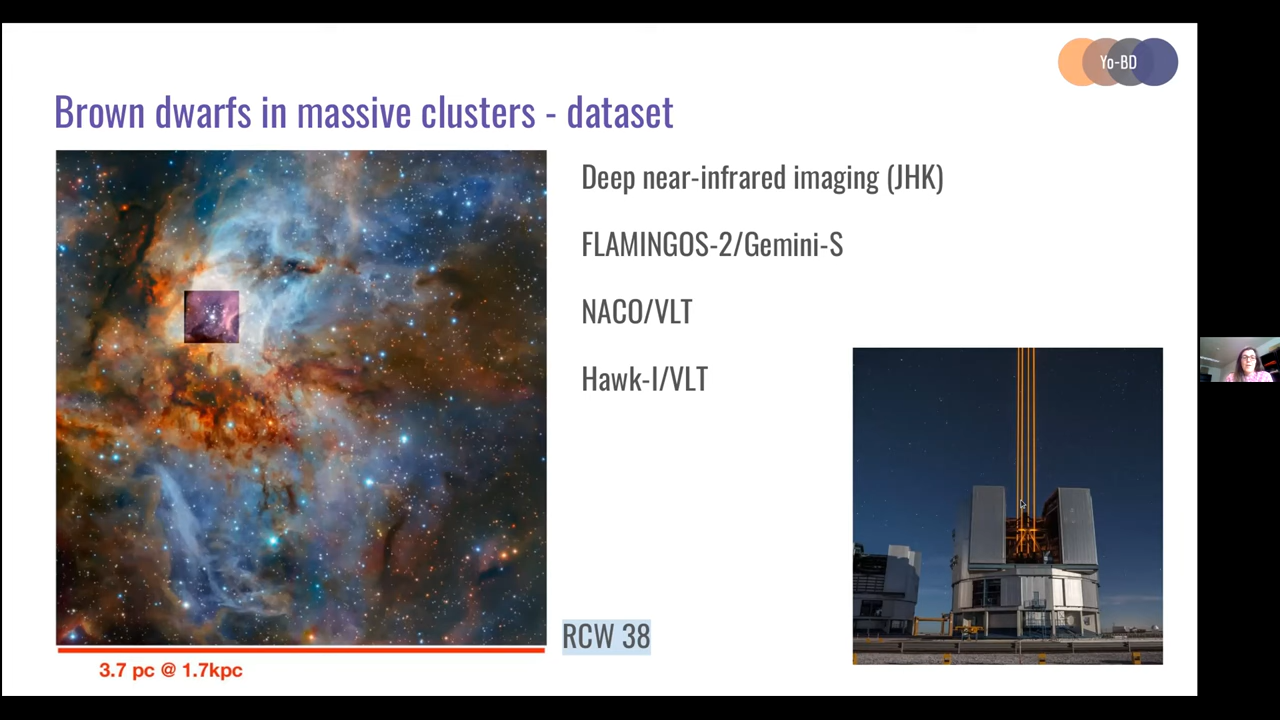 Yo-BD
Brown dwarfs in massive clusters - dataset
Deep near-infrared imaging (JHK)
FLAMINGOS-2/Gemini-S
NACO/VLT
Hawk-I/VLT
RCW 38
3.7 pc @ 1.7kpc